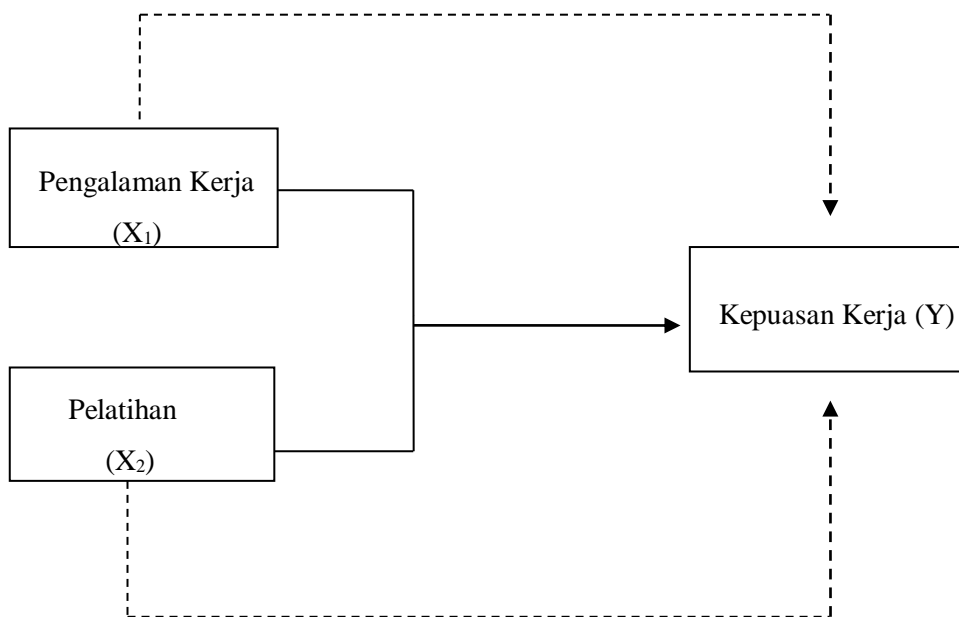 Pengalaman Kerja
(X₁)
Kepuasan Kerja (Y)
Pelatihan
(X₂)